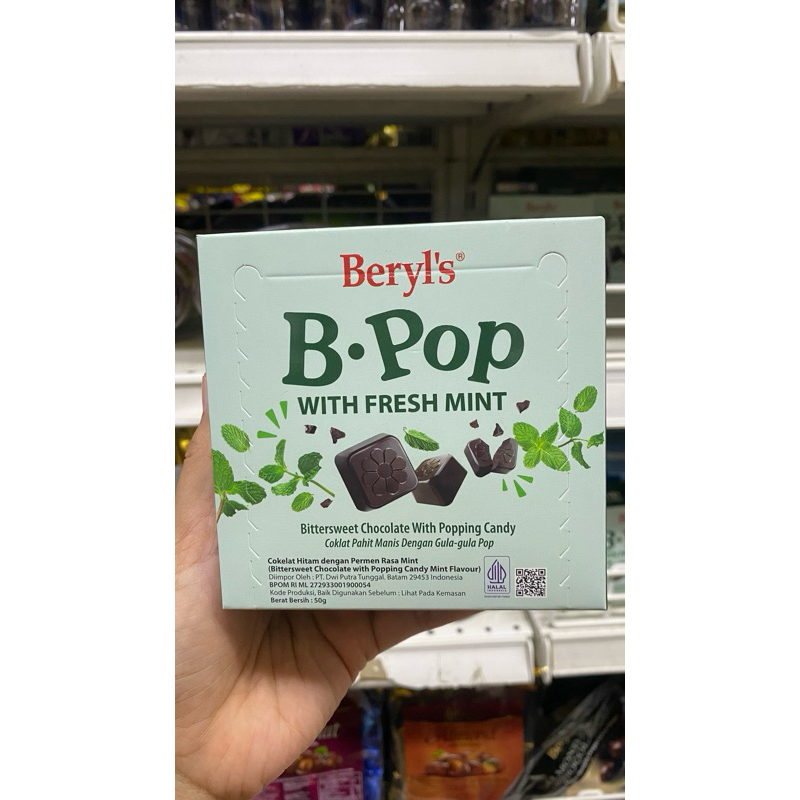 Beryl's®
B•Pop
WITH FRESH MINT
Bittersweet Chocolate With Popping Candy
Coklat Pahit Manis Dengan Gula-gula Pop
Cokelat Hitam dengan Permen Rasa Mint
(Bittersweet Chocolate with Popping Candy Mint Flavour)
Diimpor Oleh : PT. Dwi Putra Tunggal. Batam 29453 Indonesia
BPOM RI ML 272933001900054
Kode Produksi, Baik Digunakan Sebelum : Lihat Pada Kemasan
Berat Bersih : 50g
HALAL
INDONESIA